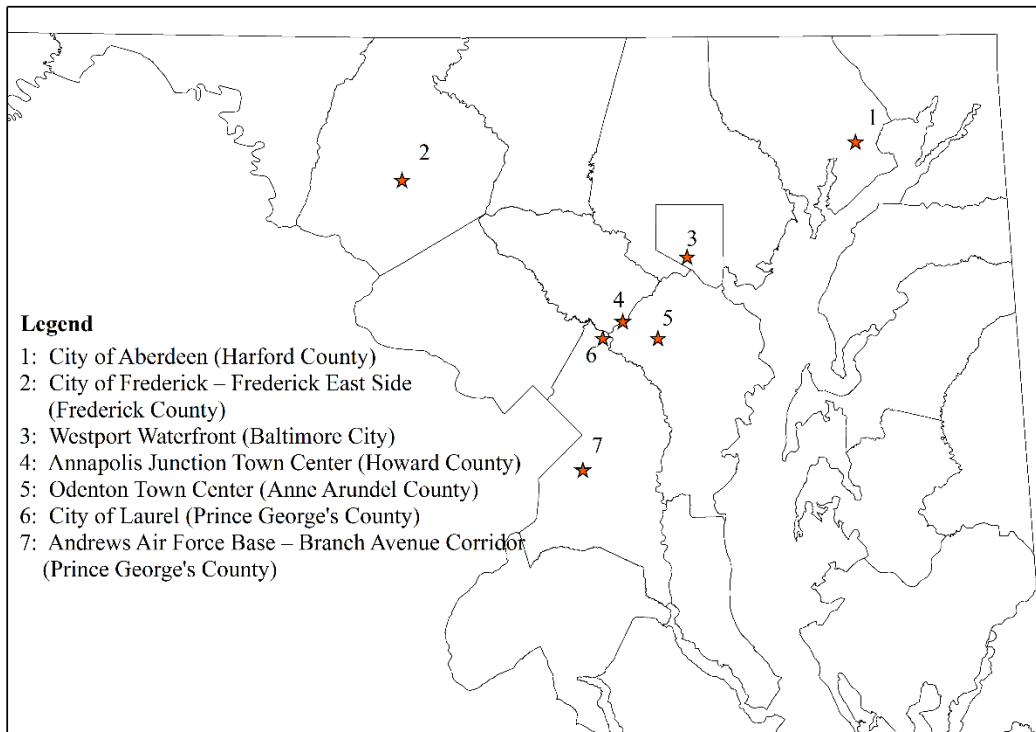 1
2
3
4
5
6
7
Legend
1: City of Aberdeen (Harford County)
2: City of Frederick – Frederick East Side
(Frederick County)
3: Westport Waterfront (Baltimore City)
4: Annapolis Junction Town Center (Howard County)
5: Odenton Town Center (Anne Arundel County)
6: City of Laurel (Prince George's County)
7: Andrews Air Force Base – Branch Avenue Corridor
(Prince George's County)